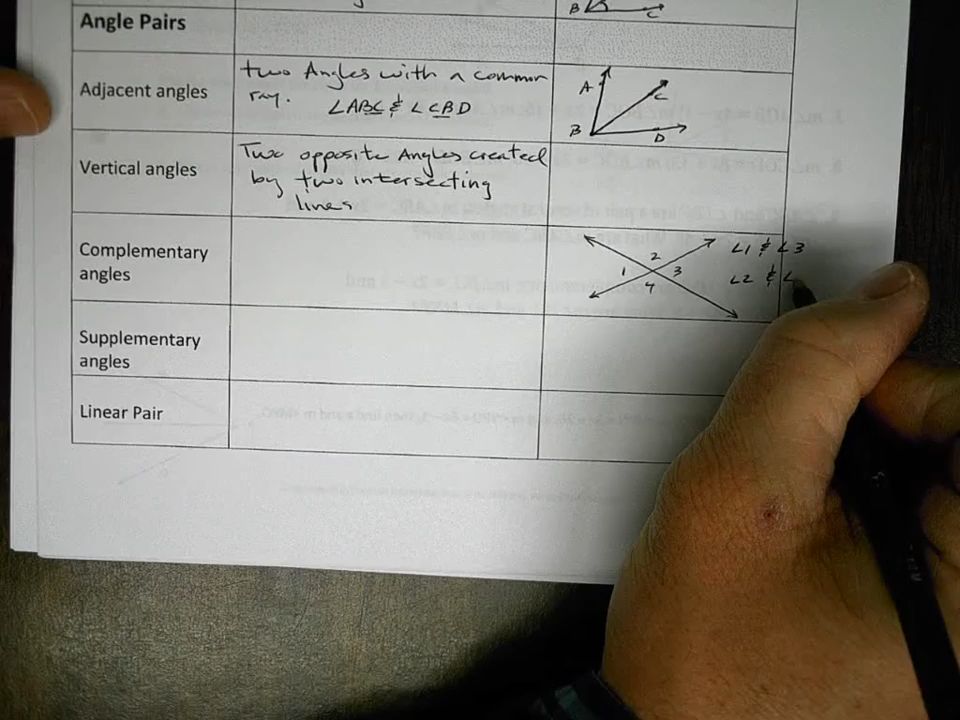 B C
Angle Pairs
Adjacent angles
two Angles with a common
ray.
∠ABC & ∠CBD
A
C
B
D
Vertical angles
Two opposite Angles created
by two intersecting
lines
Complementary
angles
2
1 3
4
∠1 & ∠3
∠2 & ∠
Supplementary
angles
Linear Pair